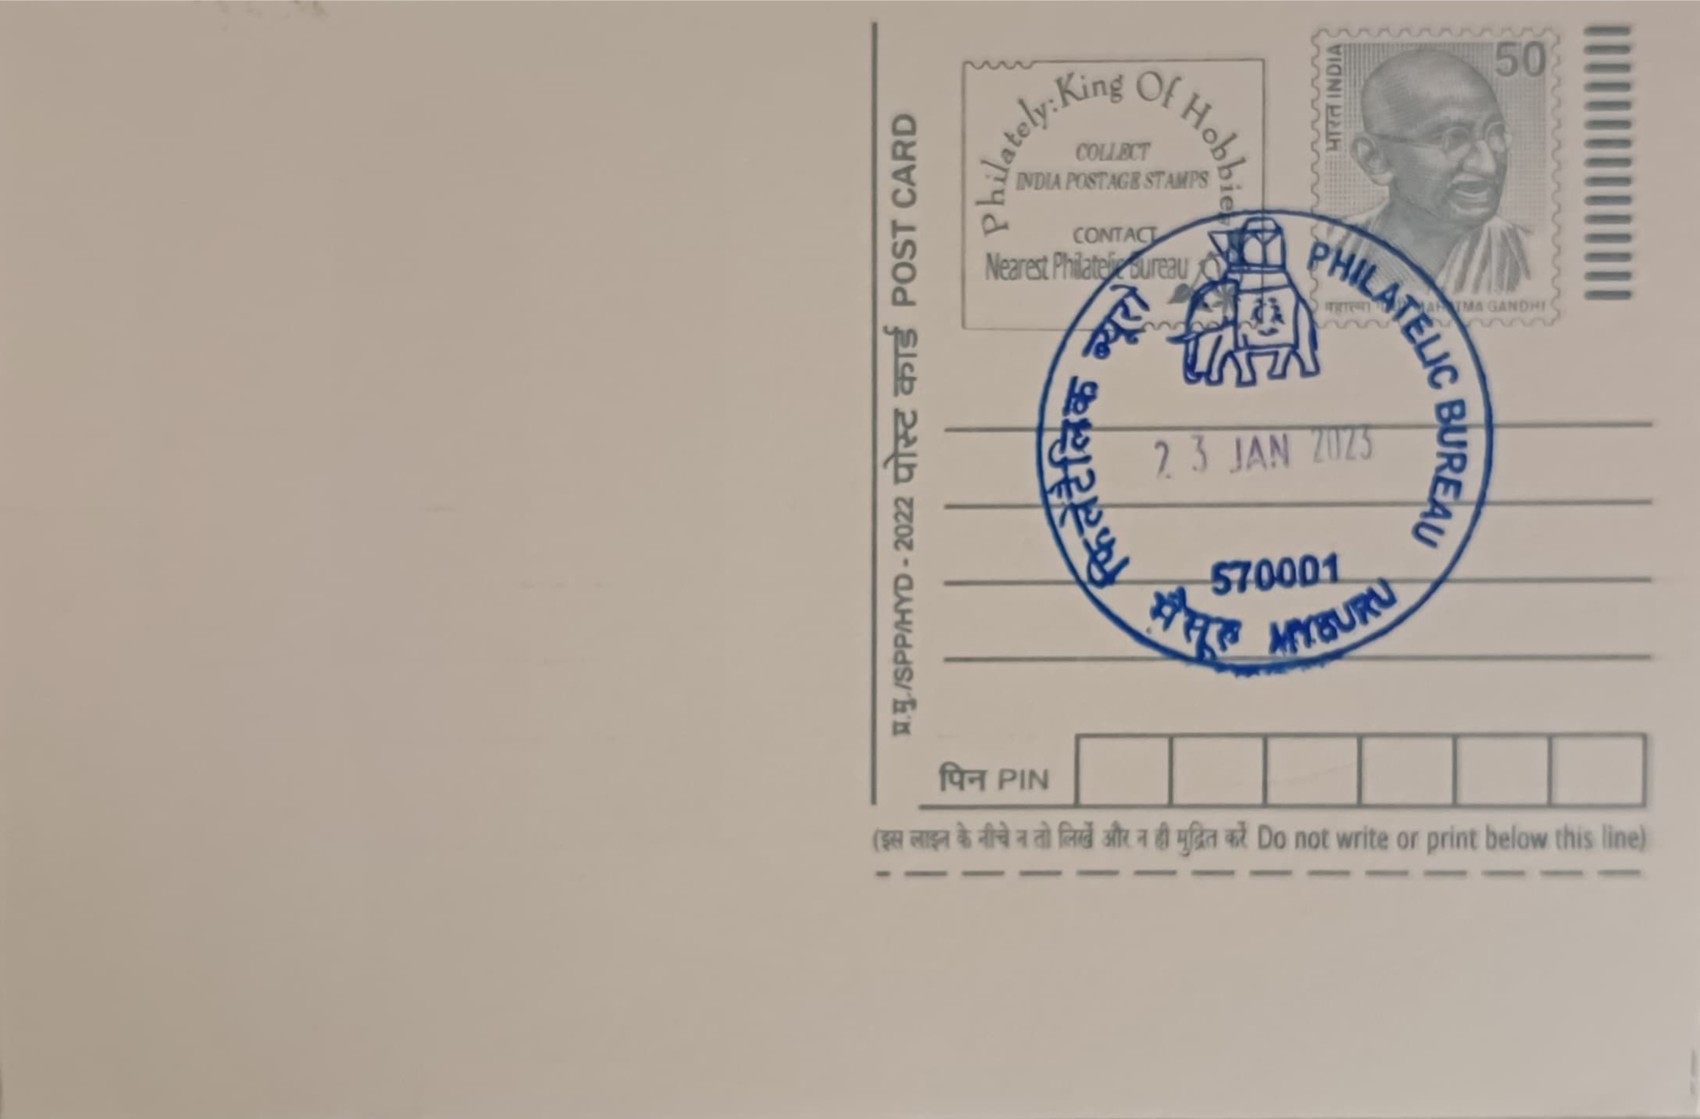 Philately: King Of Hobbies
COLLECT
INDIA POSTAGE STAMPS
CONTACT
Nearest Philatelic Bureau
भारत INDIA
50
महात्मा गांधी MAHATMA GANDHI
प्र.मु./SPP/HYD - 2022 पोस्ट कार्ड POST CARD
फिलैटेलिक ब्यूरो
PHILATELIC BUREAU
23 JAN 2023
570001
मैसूरु MYSURU
पिन PIN
(इस लाइन के नीचे न तो लिखें और न ही मुद्रित करें Do not write or print below this line)